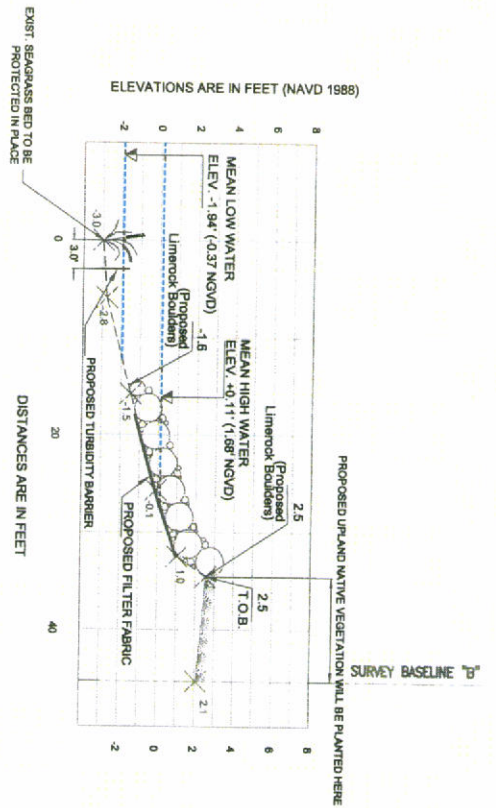 ELEVATIONS ARE IN FEET (NAVD 1988)
8
6
4
2
0
-2
MEAN LOW WATER
ELEV. -1.94' (-0.37 NGVD)
MEAN HIGH WATER
ELEV. +0.11' (1.68' NGVD)
-1.5
(Proposed
Limerock Boulders)
2.5
(Proposed
Limerock Boulders)
2.5
T.O.B.
PROPOSED UPLAND NATIVE VEGETATION WILL BE PLANTED HERE
SURVEY BASELINE "B"
-3.0
-2.8
-1.5
-0.1
1.0
2.1
0
3.0'
EXIST. SEAGRASS BED TO BE
PROTECTED IN PLACE
PROPOSED TURBIDITY BARRIER
PROPOSED FILTER FABRIC
20
40
DISTANCES ARE IN FEET
8
6
4
2
0
-2